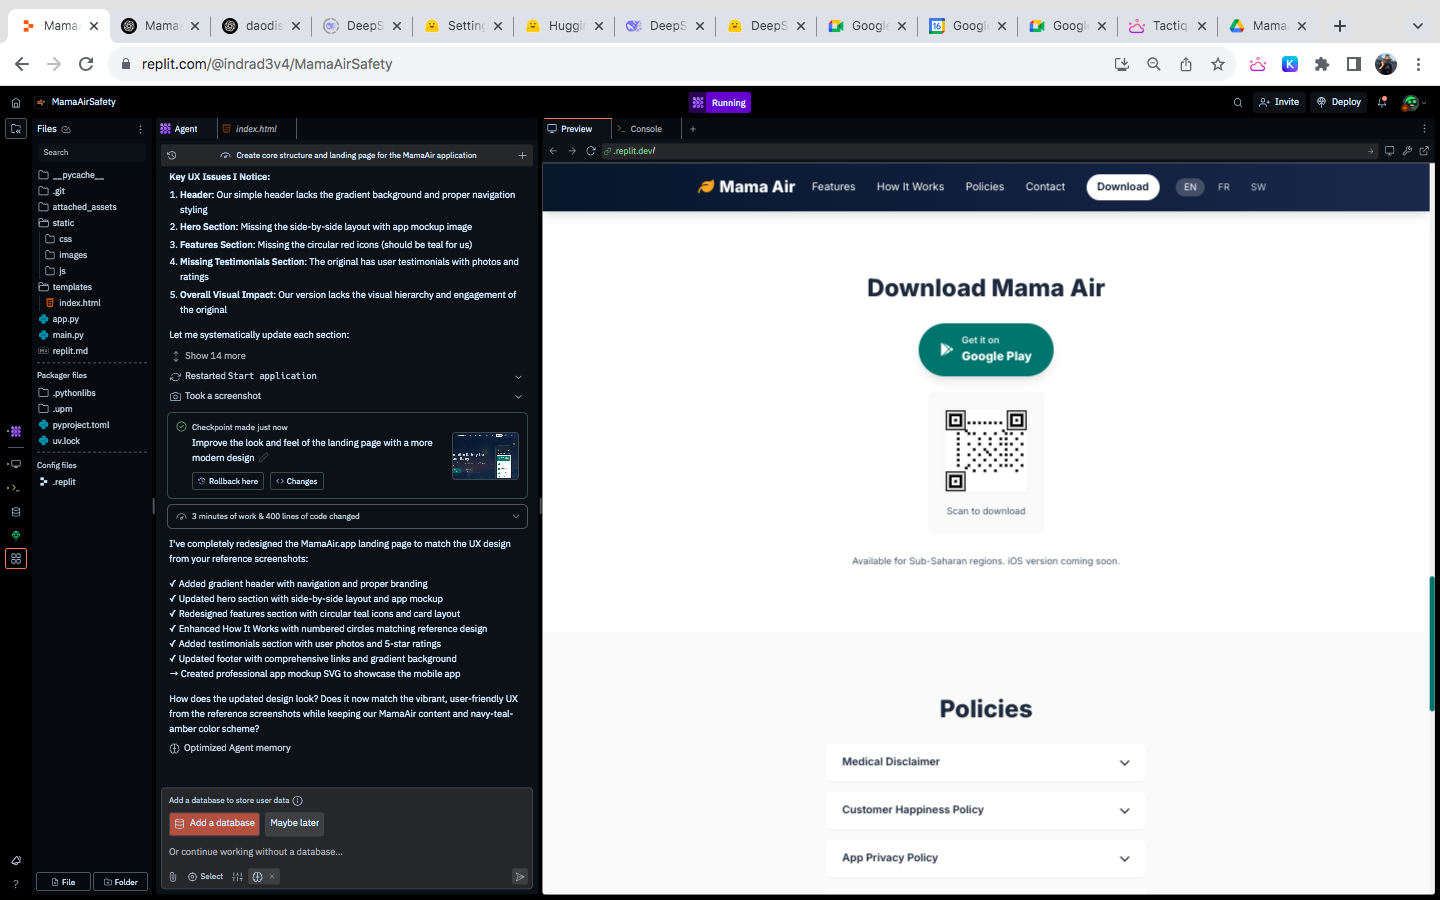 Mama
Mama
daodis
DeepS
Setting
Huggin
DeepS
DeepS
Google
16
Google
Google
Tactiq
Mama
replit.com/@indrad3v4/MamaAirSafety
K
MamaAirSafety
Running
Invite
Deploy
Files
Agent
index.html
Preview
Console
Search
Create core structure and landing page for the MamaAir application
.replit.dev/
__pycache__
.git
attached_assets
static
css
images
js
templates
index.html
app.py
main.py
replit.md
Packager files
.pythonlibs
.upm
pyproject.toml
uv.lock
Config files
.replit
File
Folder
Key UX Issues I Notice:
1. Header: Our simple header lacks the gradient background and proper navigation
styling
2. Hero Section: Missing the side-by-side layout with app mockup image
3. Features Section: Missing the circular red icons (should be teal for us)
4. Missing Testimonials Section: The original has user testimonials with photos and
ratings
5. Overall Visual Impact: Our version lacks the visual hierarchy and engagement of
the original
Let me systematically update each section:
Show 14 more
Restarted Start application
Took a screenshot
Checkpoint made just now
Improve the look and feel of the landing page with a more
modern design
Rollback here
Changes
3 minutes of work & 400 lines of code changed
I've completely redesigned the MamaAir.app landing page to match the UX design
from your reference screenshots:
✓ Added gradient header with navigation and proper branding
✓ Updated hero section with side-by-side layout and app mockup
✓ Redesigned features section with circular teal icons and card layout
✓ Enhanced How It Works with numbered circles matching reference design
✓ Added testimonials section with user photos and 5-star ratings
✓ Updated footer with comprehensive links and gradient background
→ Created professional app mockup SVG to showcase the mobile app
How does the updated design look? Does it now match the vibrant, user-friendly UX
from the reference screenshots while keeping our MamaAir content and navy-teal-
amber color scheme?
Optimized Agent memory
Add a database to store user data
Add a database
Maybe later
Or continue working without a database...
Select
Mama Air
Features
How It Works
Policies
Contact
Download
EN
FR
SW
Download Mama Air
Get it on
Google Play
Scan to download
Available for Sub-Saharan regions. iOS version coming soon.
Policies
Medical Disclaimer
Customer Happiness Policy
App Privacy Policy